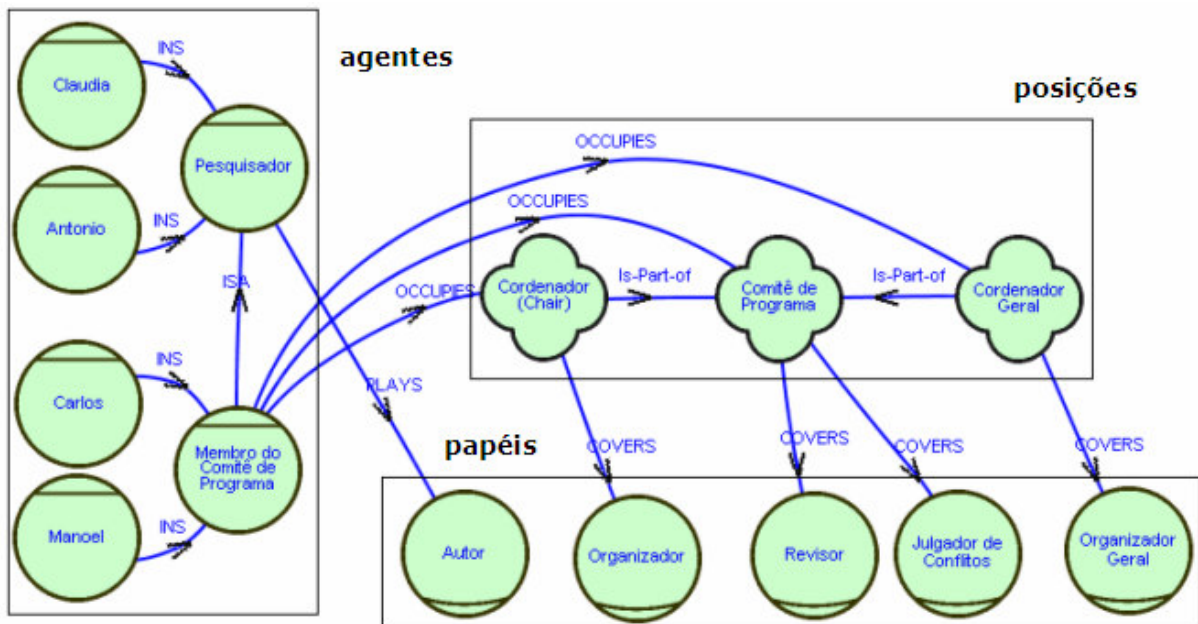 agentes
Claudia
INS
Pesquisador
Antonio
INS
ISA
Carlos
INS
Membro do
Comitê de
Programa
Manoel
INS
posições
OCCUPIES
OCCUPIES
OCCUPIES
Cordenador
(Chair)
Is-Part-of
Comitê de
Programa
Is-Part-of
Cordenador
Geral
PLAYS
COVERS
COVERS
COVERS
COVERS
papéis
Autor
Organizador
Revisor
Julgador de
Conflitos
Organizador
Geral